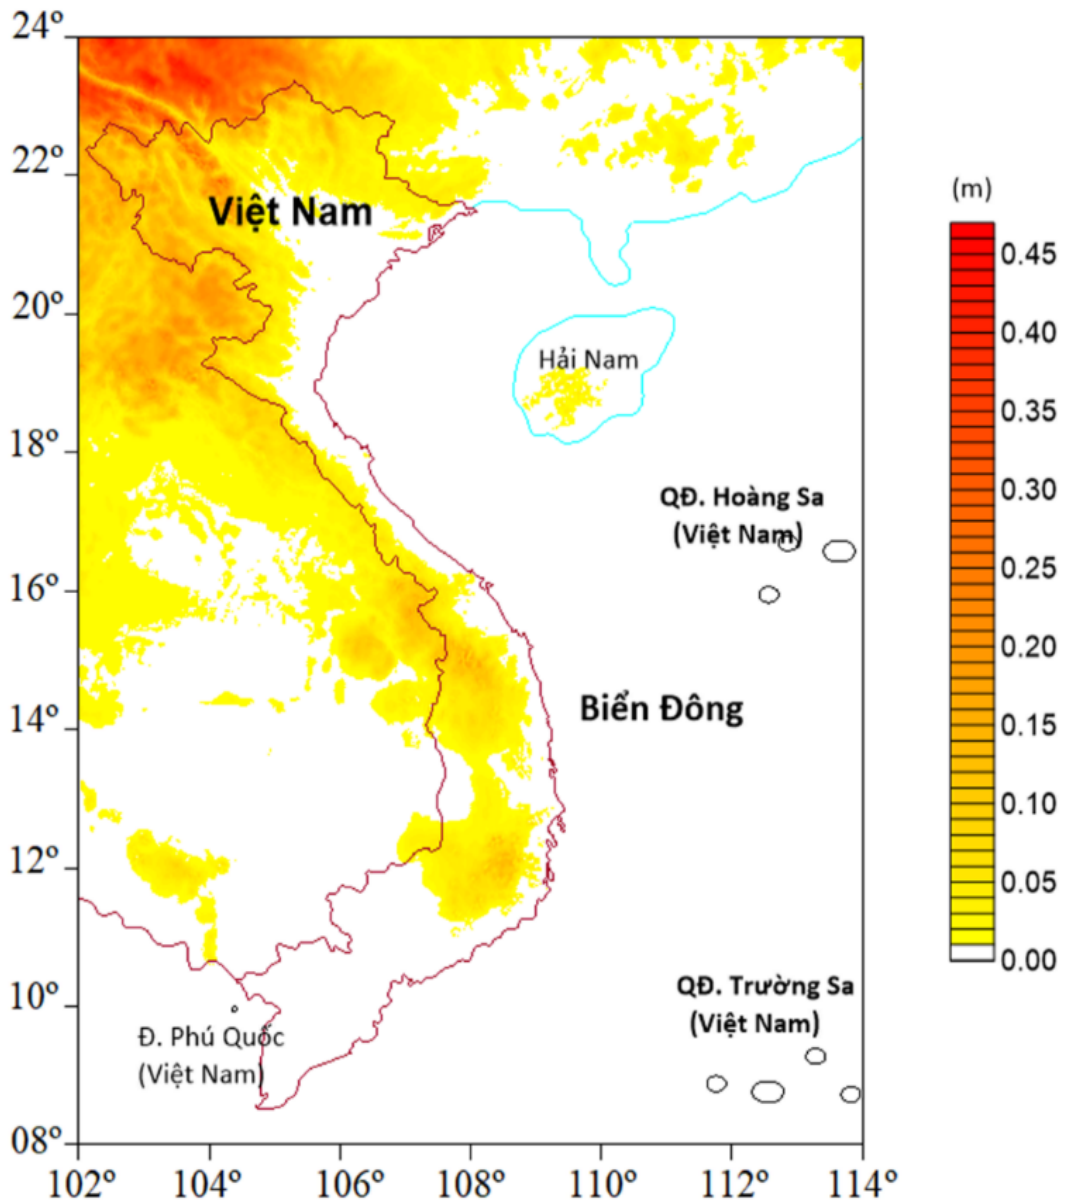 24º
22º
20º
18º
16º
14º
12º
10º
08º
102º
104º
106º
108º
110º
112º
114º
Việt Nam
Hải Nam
QĐ. Hoàng Sa
(Việt Nam)
Biển Đông
QĐ. Trường Sa
(Việt Nam)
Đ. Phú Quốc
(Việt Nam)
(m)
0.45
0.40
0.35
0.30
0.25
0.20
0.15
0.10
0.05
0.00